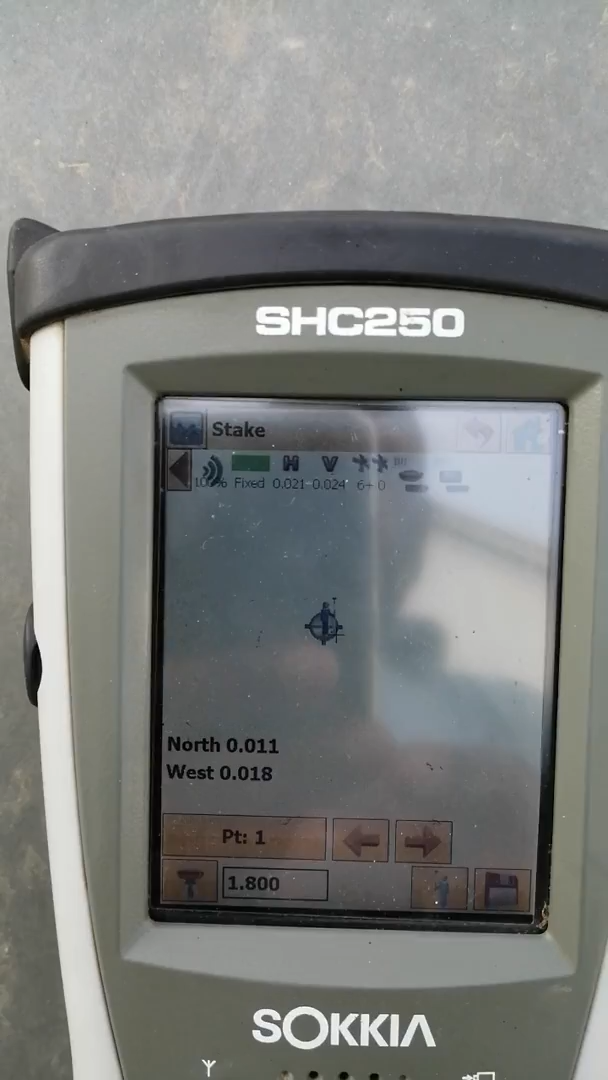 SHC250
Stake
H V
100% Fixed 0.021 0.024 6+ 0
North 0.011
West 0.018
Pt: 1
1.800
SOKKIA